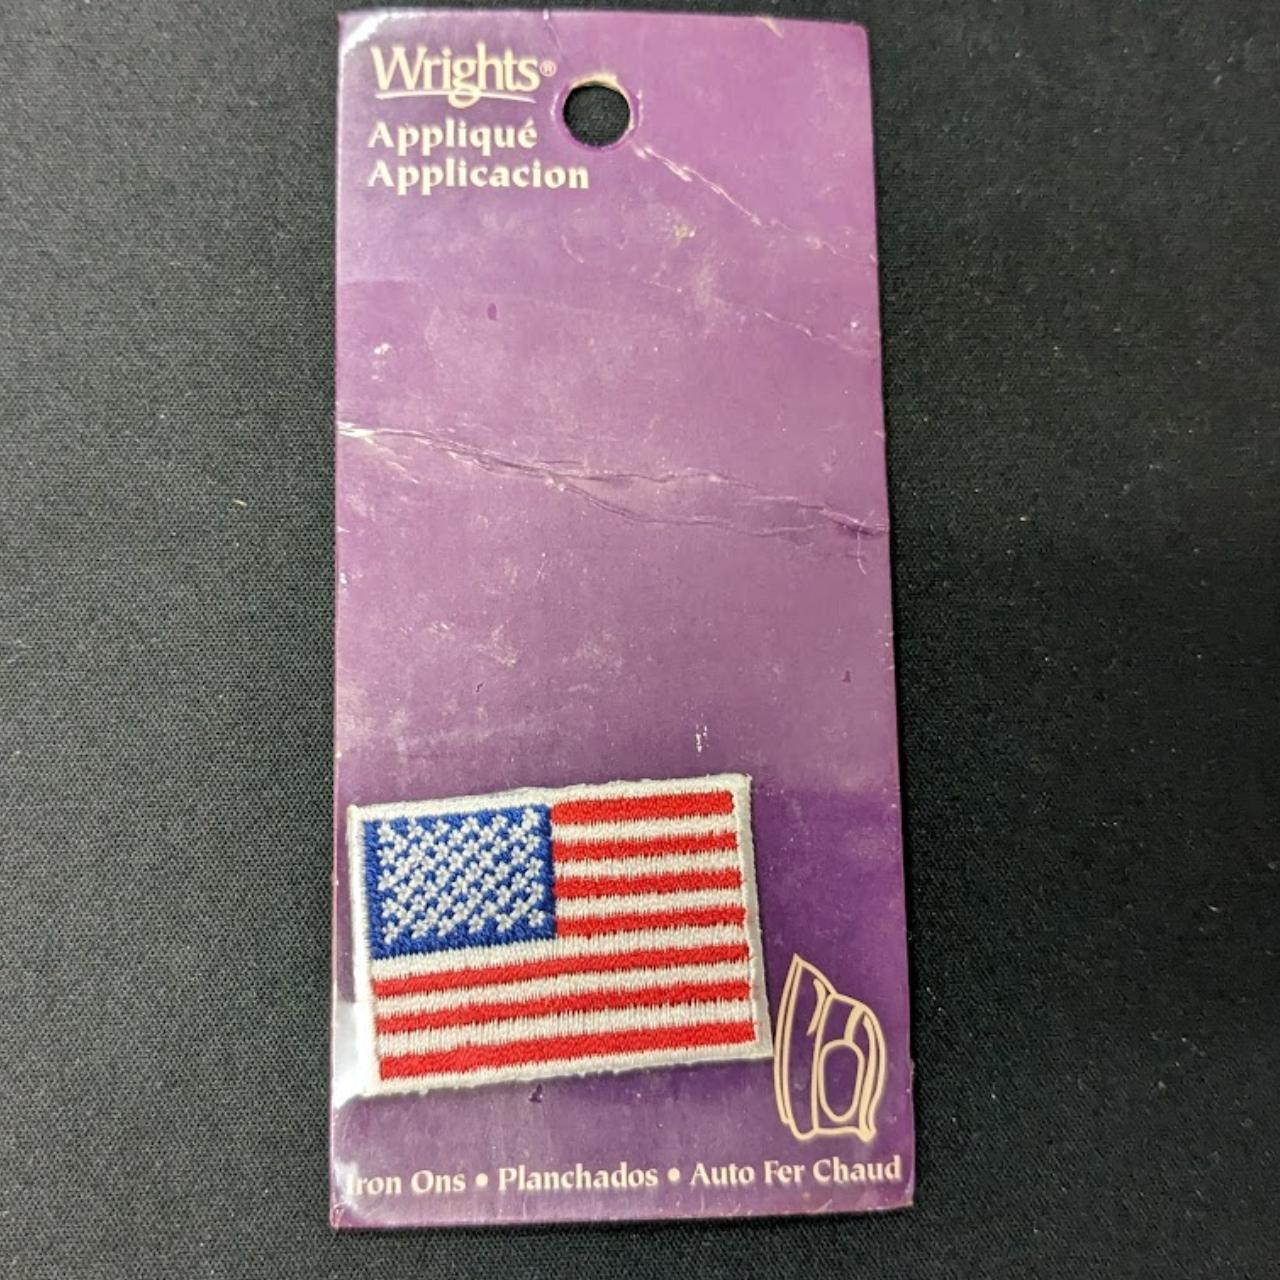 Wrights®
Appliqué
Applicacion
Iron Ons • Planchados • Auto Fer Chaud